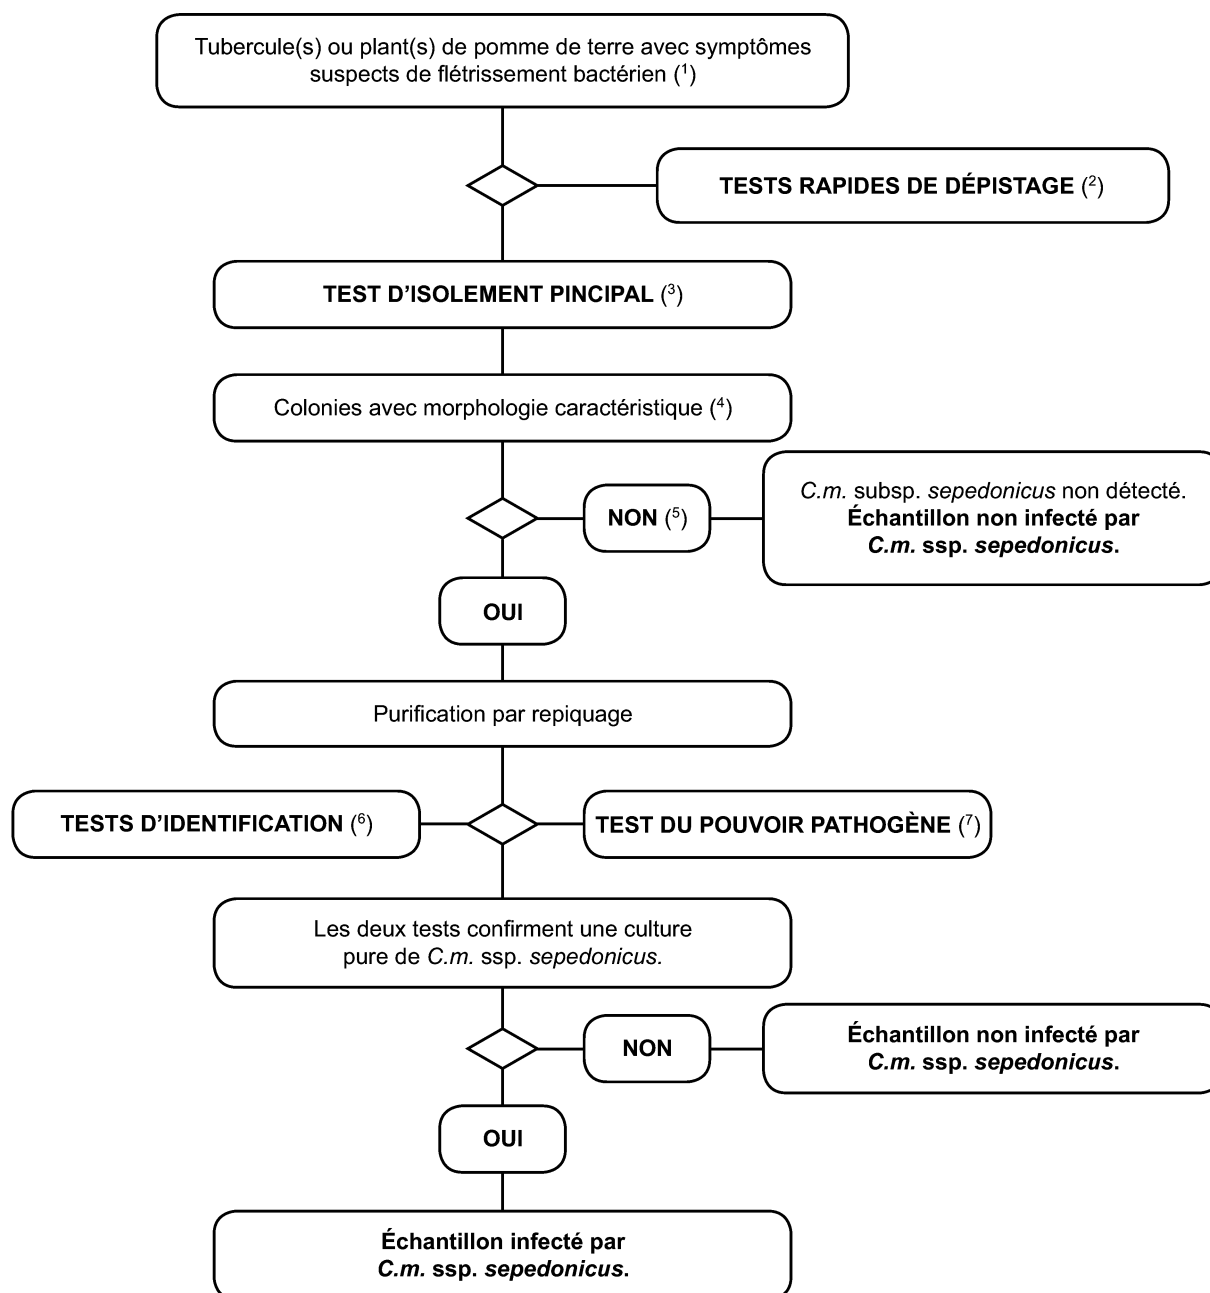 Tubercule(s) ou plant(s) de pomme de terre avec symptômes
suspects de flétrissement bactérien (¹)
TESTS RAPIDES DE DÉPISTAGE (²)
TEST D’ISOLEMENT PINCIPAL (³)
Colonies avec morphologie caractéristique (⁴)
NON (⁵)
C.m. subsp. sepedonicus non détecté.
Échantillon non infecté par
C.m. ssp. sepedonicus.
OUI
Purification par repiquage
TESTS D’IDENTIFICATION (⁶)
TEST DU POUVOIR PATHOGÈNE (⁷)
Les deux tests confirment une culture
pure de C.m. ssp. sepedonicus.
NON
Échantillon non infecté par
C.m. ssp. sepedonicus.
OUI
Échantillon infecté par
C.m. ssp. sepedonicus.